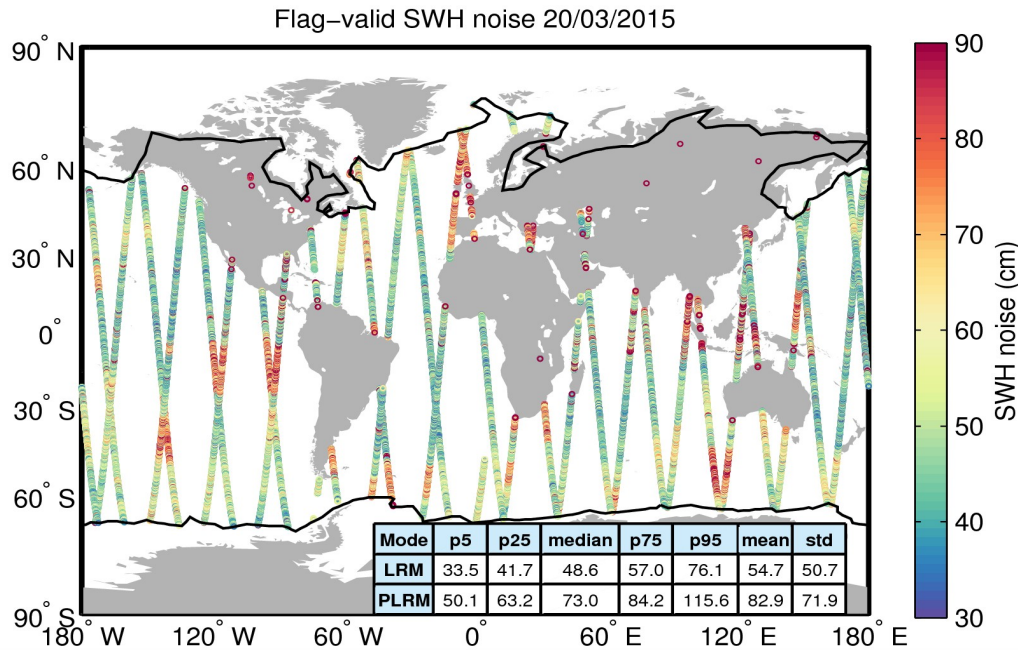 Flag-valid SWH noise 20/03/2015
90° N
60° N
30° N
0°
30° S
60° S
90° S
180° W
120° W
60° W
0°
60° E
120° E
180° E
90
80
70
60
50
40
30
SWH noise (cm)
Mode p5 p25 median p75 p95 mean std
LRM 33.5 41.7 48.6 57.0 76.1 54.7 50.7
PLRM 50.1 63.2 73.0 84.2 115.6 82.9 71.9